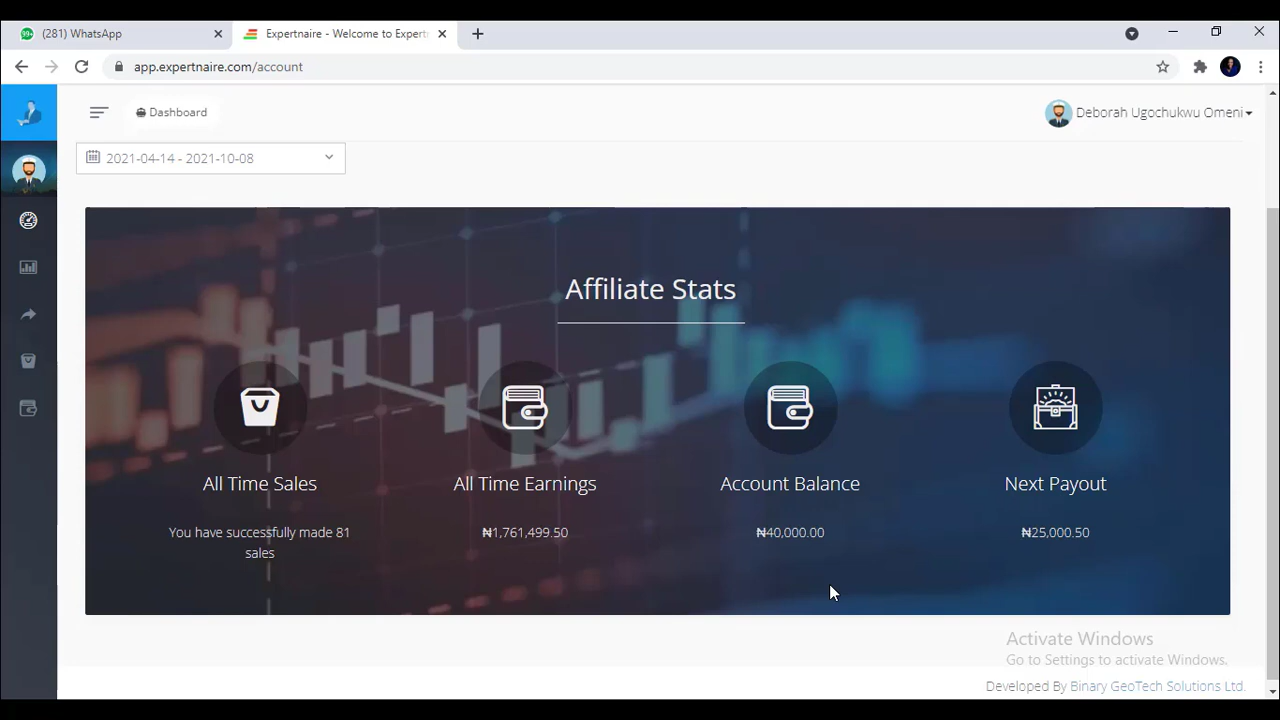 99+
(281) WhatsApp
Expertnaire - Welcome to Expert
app.expertnaire.com/account
Dashboard
Deborah Ugochukwu Omeni
2021-04-14 - 2021-10-08
Affiliate Stats
All Time Sales
All Time Earnings
Account Balance
Next Payout
You have successfully made 81
sales
₦1,761,499.50
₦40,000.00
₦25,000.50
Activate Windows
Go to Settings to activate Windows.
Developed By Binary GeoTech Solutions Ltd.